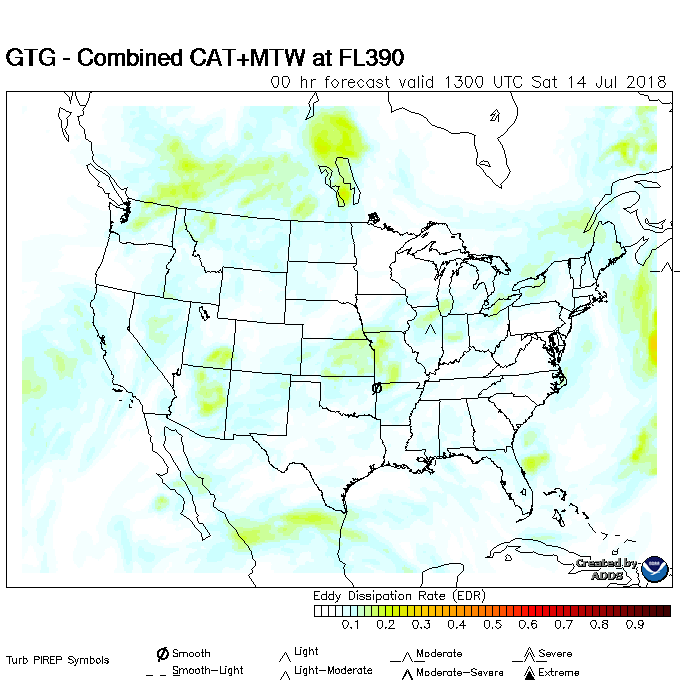 GTG - Combined CAT+MTW at FL390
00 hr forecast valid 1300 UTC Sat 14 Jul 2018
Created by
ADDS
Eddy Dissipation Rate (EDR)
0.1 0.2 0.3 0.4 0.5 0.6 0.7 0.8 0.9
Turb PIREP Symbols
Smooth Light Moderate Severe
Smooth-Light Light-Moderate Moderate-Severe Extreme